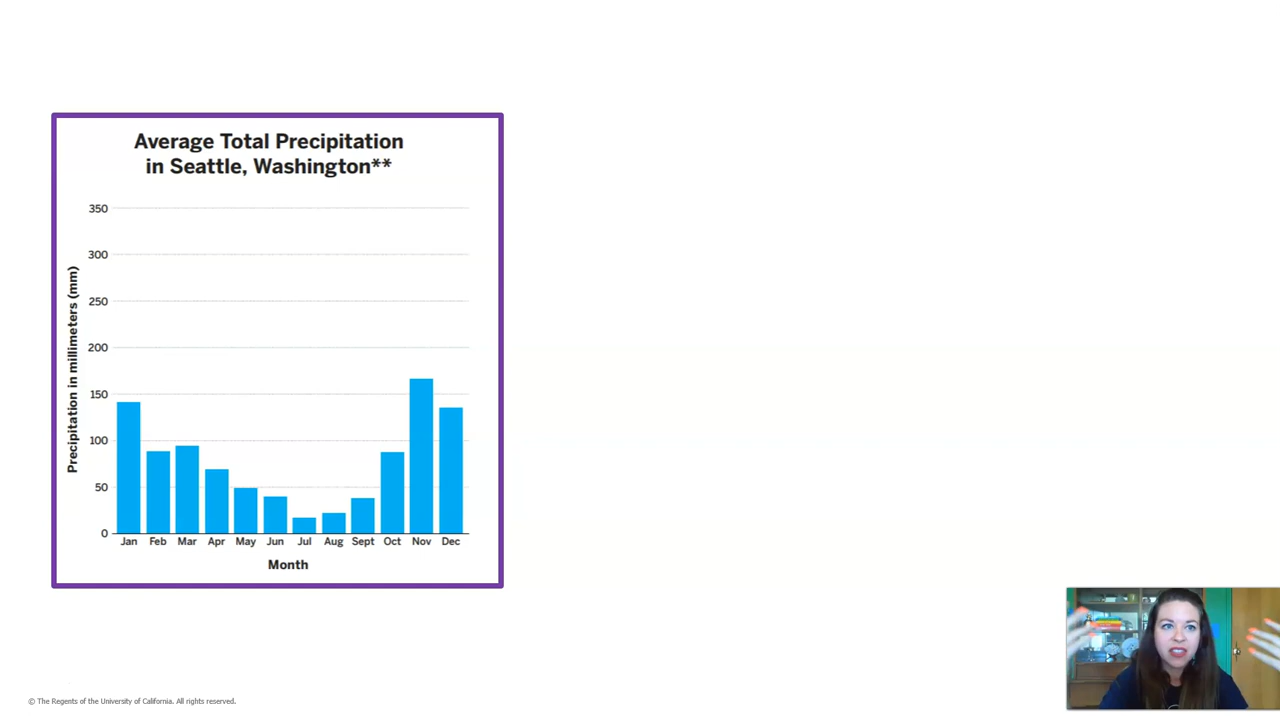 Average Total Precipitation
in Seattle, Washington**
350
300
250
200
150
100
50
0
Precipitation in millimeters (mm)
Jan Feb Mar Apr May Jun Jul Aug Sept Oct Nov Dec
Month
© The Regents of the University of California. All rights reserved.